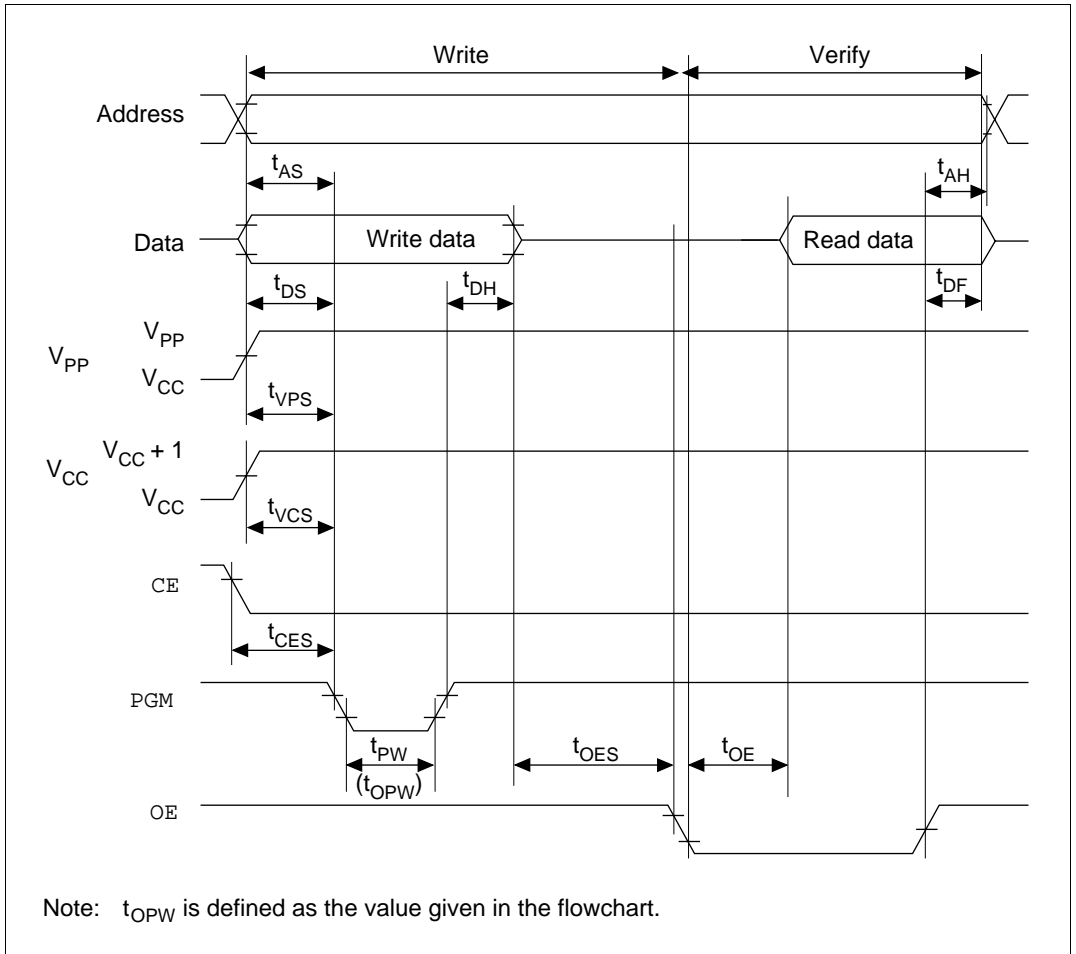 Write Verify
Address
tAS tAH
Data Write data Read data
tDS tDH tDF
VPP
VPP
VCC
tVPS
VCC + 1
VCC
VCC
tVCS
CE
tCES
PGM
tPW tOES tOE
(tOPW)
OE
Note: tOPW is defined as the value given in the flowchart.